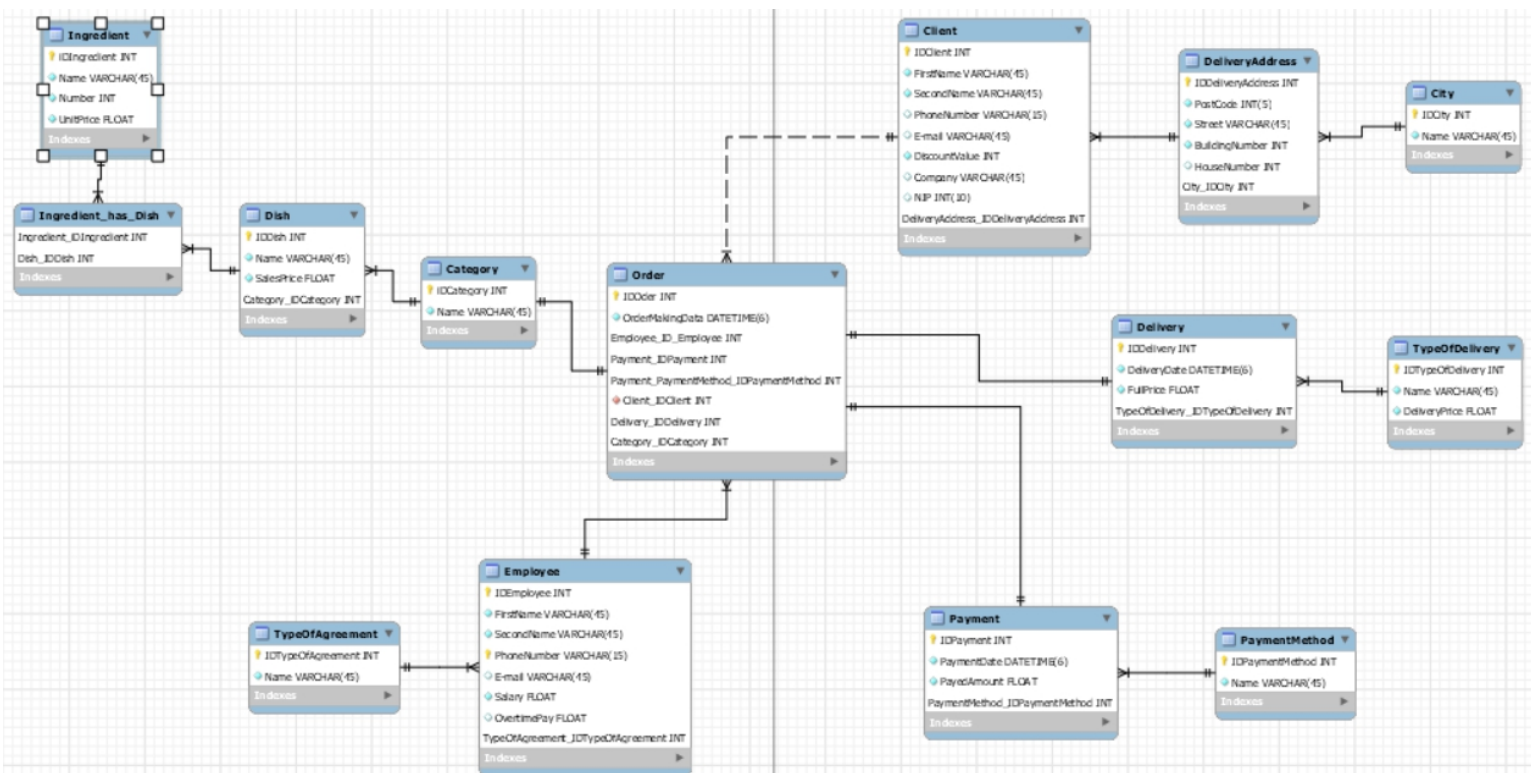 Ingredient
IDIngredient INT
Name VARCHAR(45)
Number INT
UnitPrice FLOAT
Indexes
Ingredient_has_Dish
Ingredient_IDIngredient INT
Dish_IDDish INT
Indexes
Dish
IDDish INT
Name VARCHAR(45)
SalesPrice FLOAT
Category_IDCategory INT
Indexes
Category
IDCategory INT
Name VARCHAR(45)
Indexes
Order
IDOder INT
OrderMakingData DATETIME(6)
Employee_ID_Employee INT
Payment_IDPayment INT
Payment_PaymentMethod_IDPaymentMethod INT
Client_IDClient INT
Delivery_IDDelivery INT
Category_IDCategory INT
Indexes
Client
IDClient INT
FirstName VARCHAR(45)
SecondName VARCHAR(45)
PhoneNumber VARCHAR(15)
E-mail VARCHAR(45)
DiscountValue INT
Company VARCHAR(45)
NIP INT(10)
DeliveryAddress_IDDeliveryAddress INT
Indexes
DeliveryAddress
IDDeliveryAddress INT
PostCode INT(5)
Street VARCHAR(45)
BuildingNumber INT
HouseNumber INT
City_IDCity INT
Indexes
City
IDCity INT
Name VARCHAR(45)
Indexes
Delivery
IDDelivery INT
DeliveryDate DATETIME(6)
FullPrice FLOAT
TypeOfDelivery_IDTypeOfDelivery INT
Indexes
TypeOfDelivery
IDTypeOfDelivery INT
Name VARCHAR(45)
DeliveryPrice FLOAT
Indexes
Employee
IDEmployee INT
FirstName VARCHAR(45)
SecondName VARCHAR(45)
PhoneNumber VARCHAR(15)
E-mail VARCHAR(45)
Salary FLOAT
OvertimePay FLOAT
TypeOfAgreement_IDTypeOfAgreement INT
Indexes
TypeOfAgreement
IDTypeOfAgreement INT
Name VARCHAR(45)
Indexes
Payment
IDPayment INT
PaymentDate DATETIME(6)
PayedAmount FLOAT
PaymentMethod_IDPaymentMethod INT
Indexes
PaymentMethod
IDPaymentMethod INT
Name VARCHAR(45)
Indexes